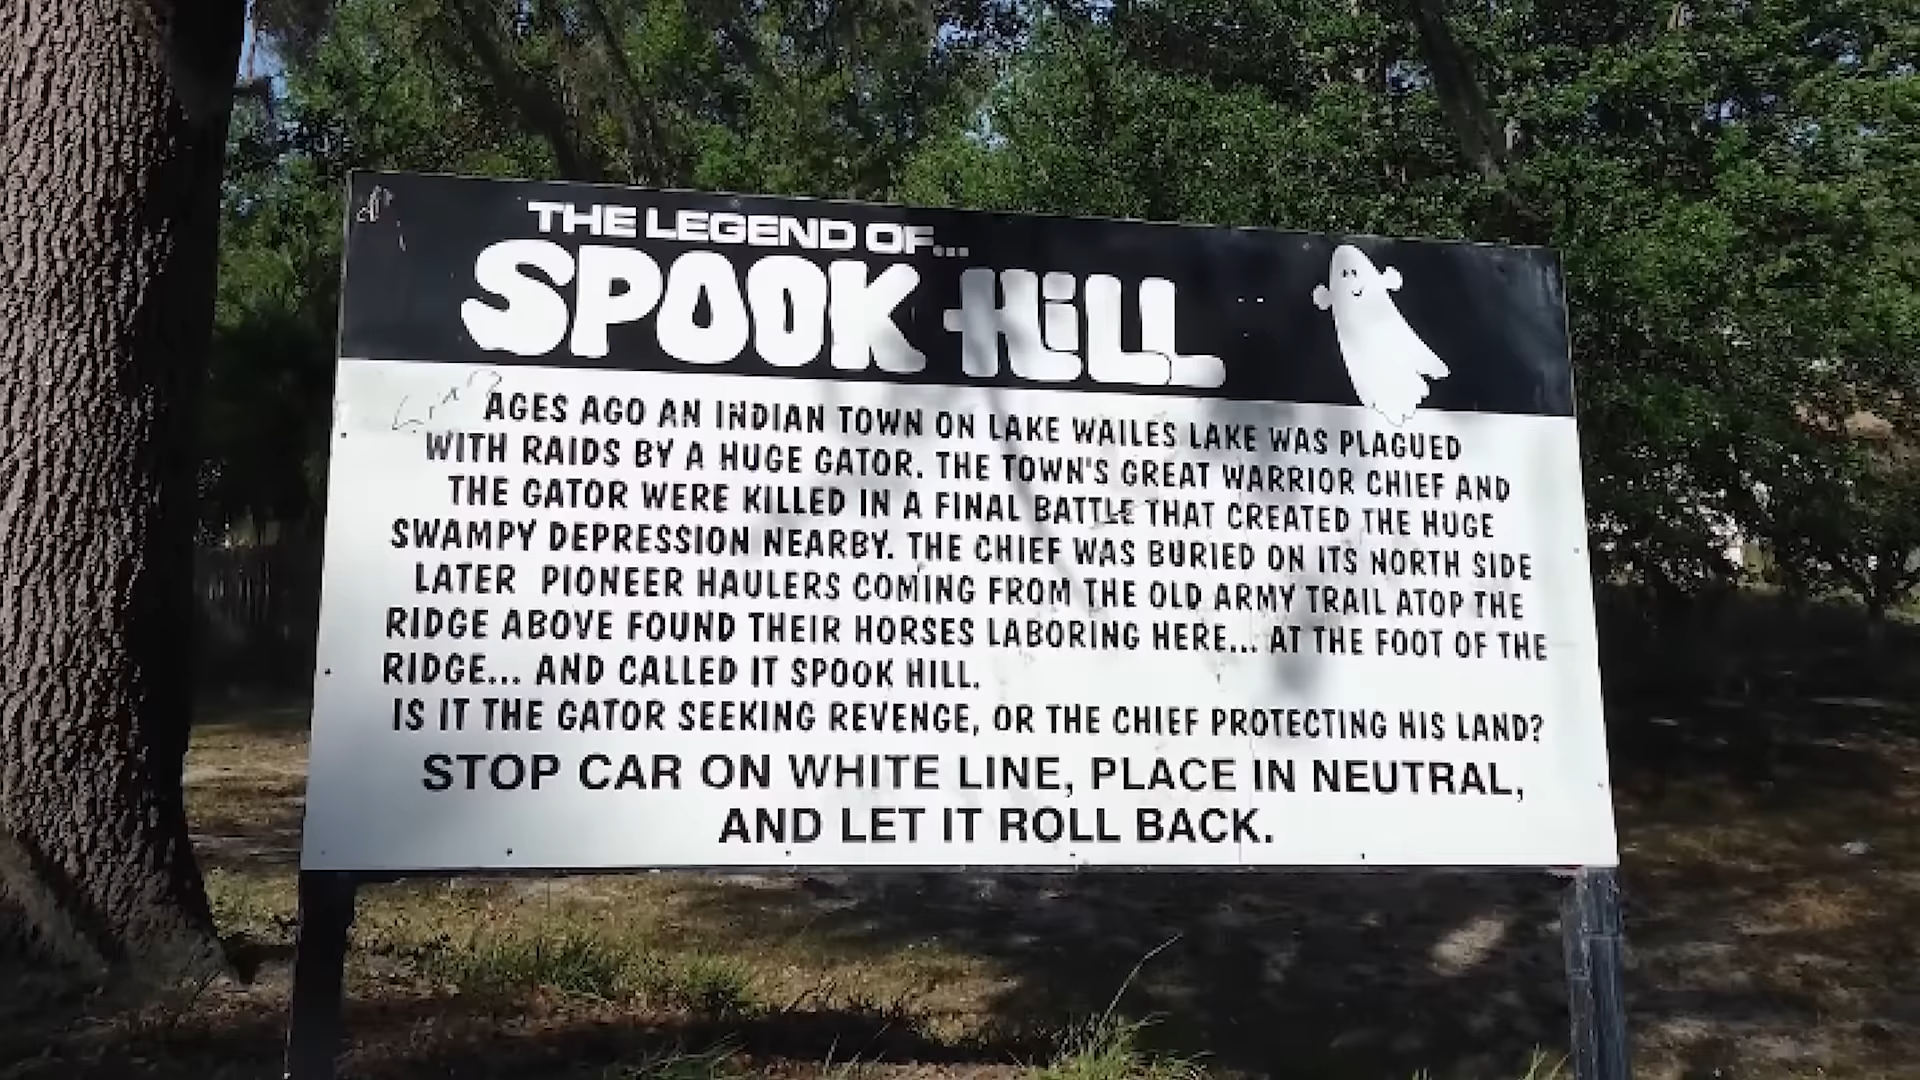 THE LEGEND OF...
SPOOK HiLL
AGES AGO AN INDIAN TOWN ON LAKE WAILES LAKE WAS PLAGUED
WITH RAIDS BY A HUGE GATOR. THE TOWN'S GREAT WARRIOR CHIEF AND
THE GATOR WERE KILLED IN A FINAL BATTLE THAT CREATED THE HUGE
SWAMPY DEPRESSION NEARBY. THE CHIEF WAS BURIED ON ITS NORTH SIDE
LATER PIONEER HAULERS COMING FROM THE OLD ARMY TRAIL ATOP THE
RIDGE ABOVE FOUND THEIR HORSES LABORING HERE... AT THE FOOT OF THE
RIDGE... AND CALLED IT SPOOK HILL.
IS IT THE GATOR SEEKING REVENGE, OR THE CHIEF PROTECTING HIS LAND?
STOP CAR ON WHITE LINE, PLACE IN NEUTRAL,
AND LET IT ROLL BACK.